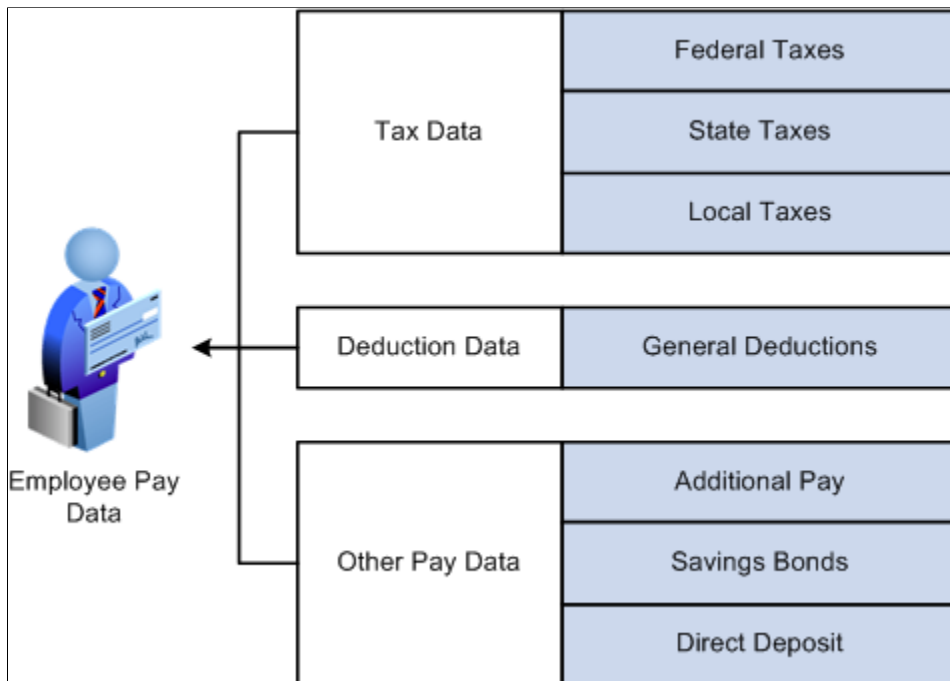 Federal Taxes
Tax Data
State Taxes
Local Taxes
Deduction Data
General Deductions
Employee Pay
Data
Additional Pay
Other Pay Data
Savings Bonds
Direct Deposit